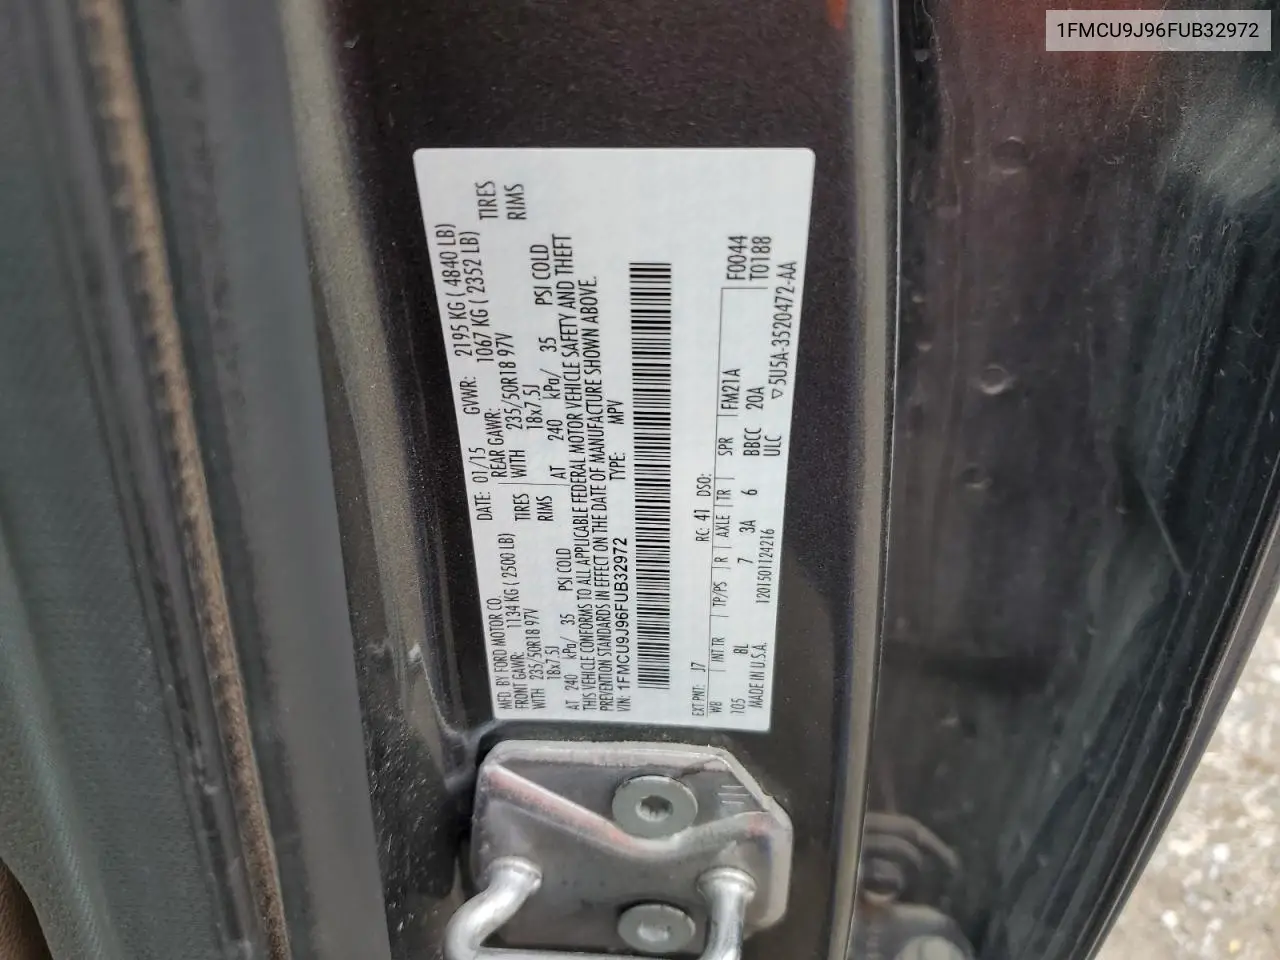 1FMCU9J96FUB32972
MFD. BY FORD MOTOR CO. DATE: 01/15 GVWR: 2195 KG ( 4840 LB)
FRONT GAWR: 1134 KG ( 2500 LB) REAR GAWR: 1067 KG ( 2352 LB)
WITH 235/50R18 97V TIRES WITH 235/50R18 97V TIRES
18x7.5J RIMS 18x7.5J RIMS
AT 240 kPa/ 35 PSI COLD AT 240 kPa/ 35 PSI COLD
THIS VEHICLE CONFORMS TO ALL APPLICABLE FEDERAL MOTOR VEHICLE SAFETY AND THEFT
PREVENTION STANDARDS IN EFFECT ON THE DATE OF MANUFACTURE SHOWN ABOVE.
VIN: 1FMCU9J96FUB32972 TYPE: MPV
EXT PNT: J7 RC: 41 DSO: F0044
WB INT TR TP/PS R AXLE TR SPR FM21A T0188
105 8L 7 3A 6 BBCC 20A
MADE IN U.S.A. 1201501124216 ULC ▽5U5A-3520472-AA